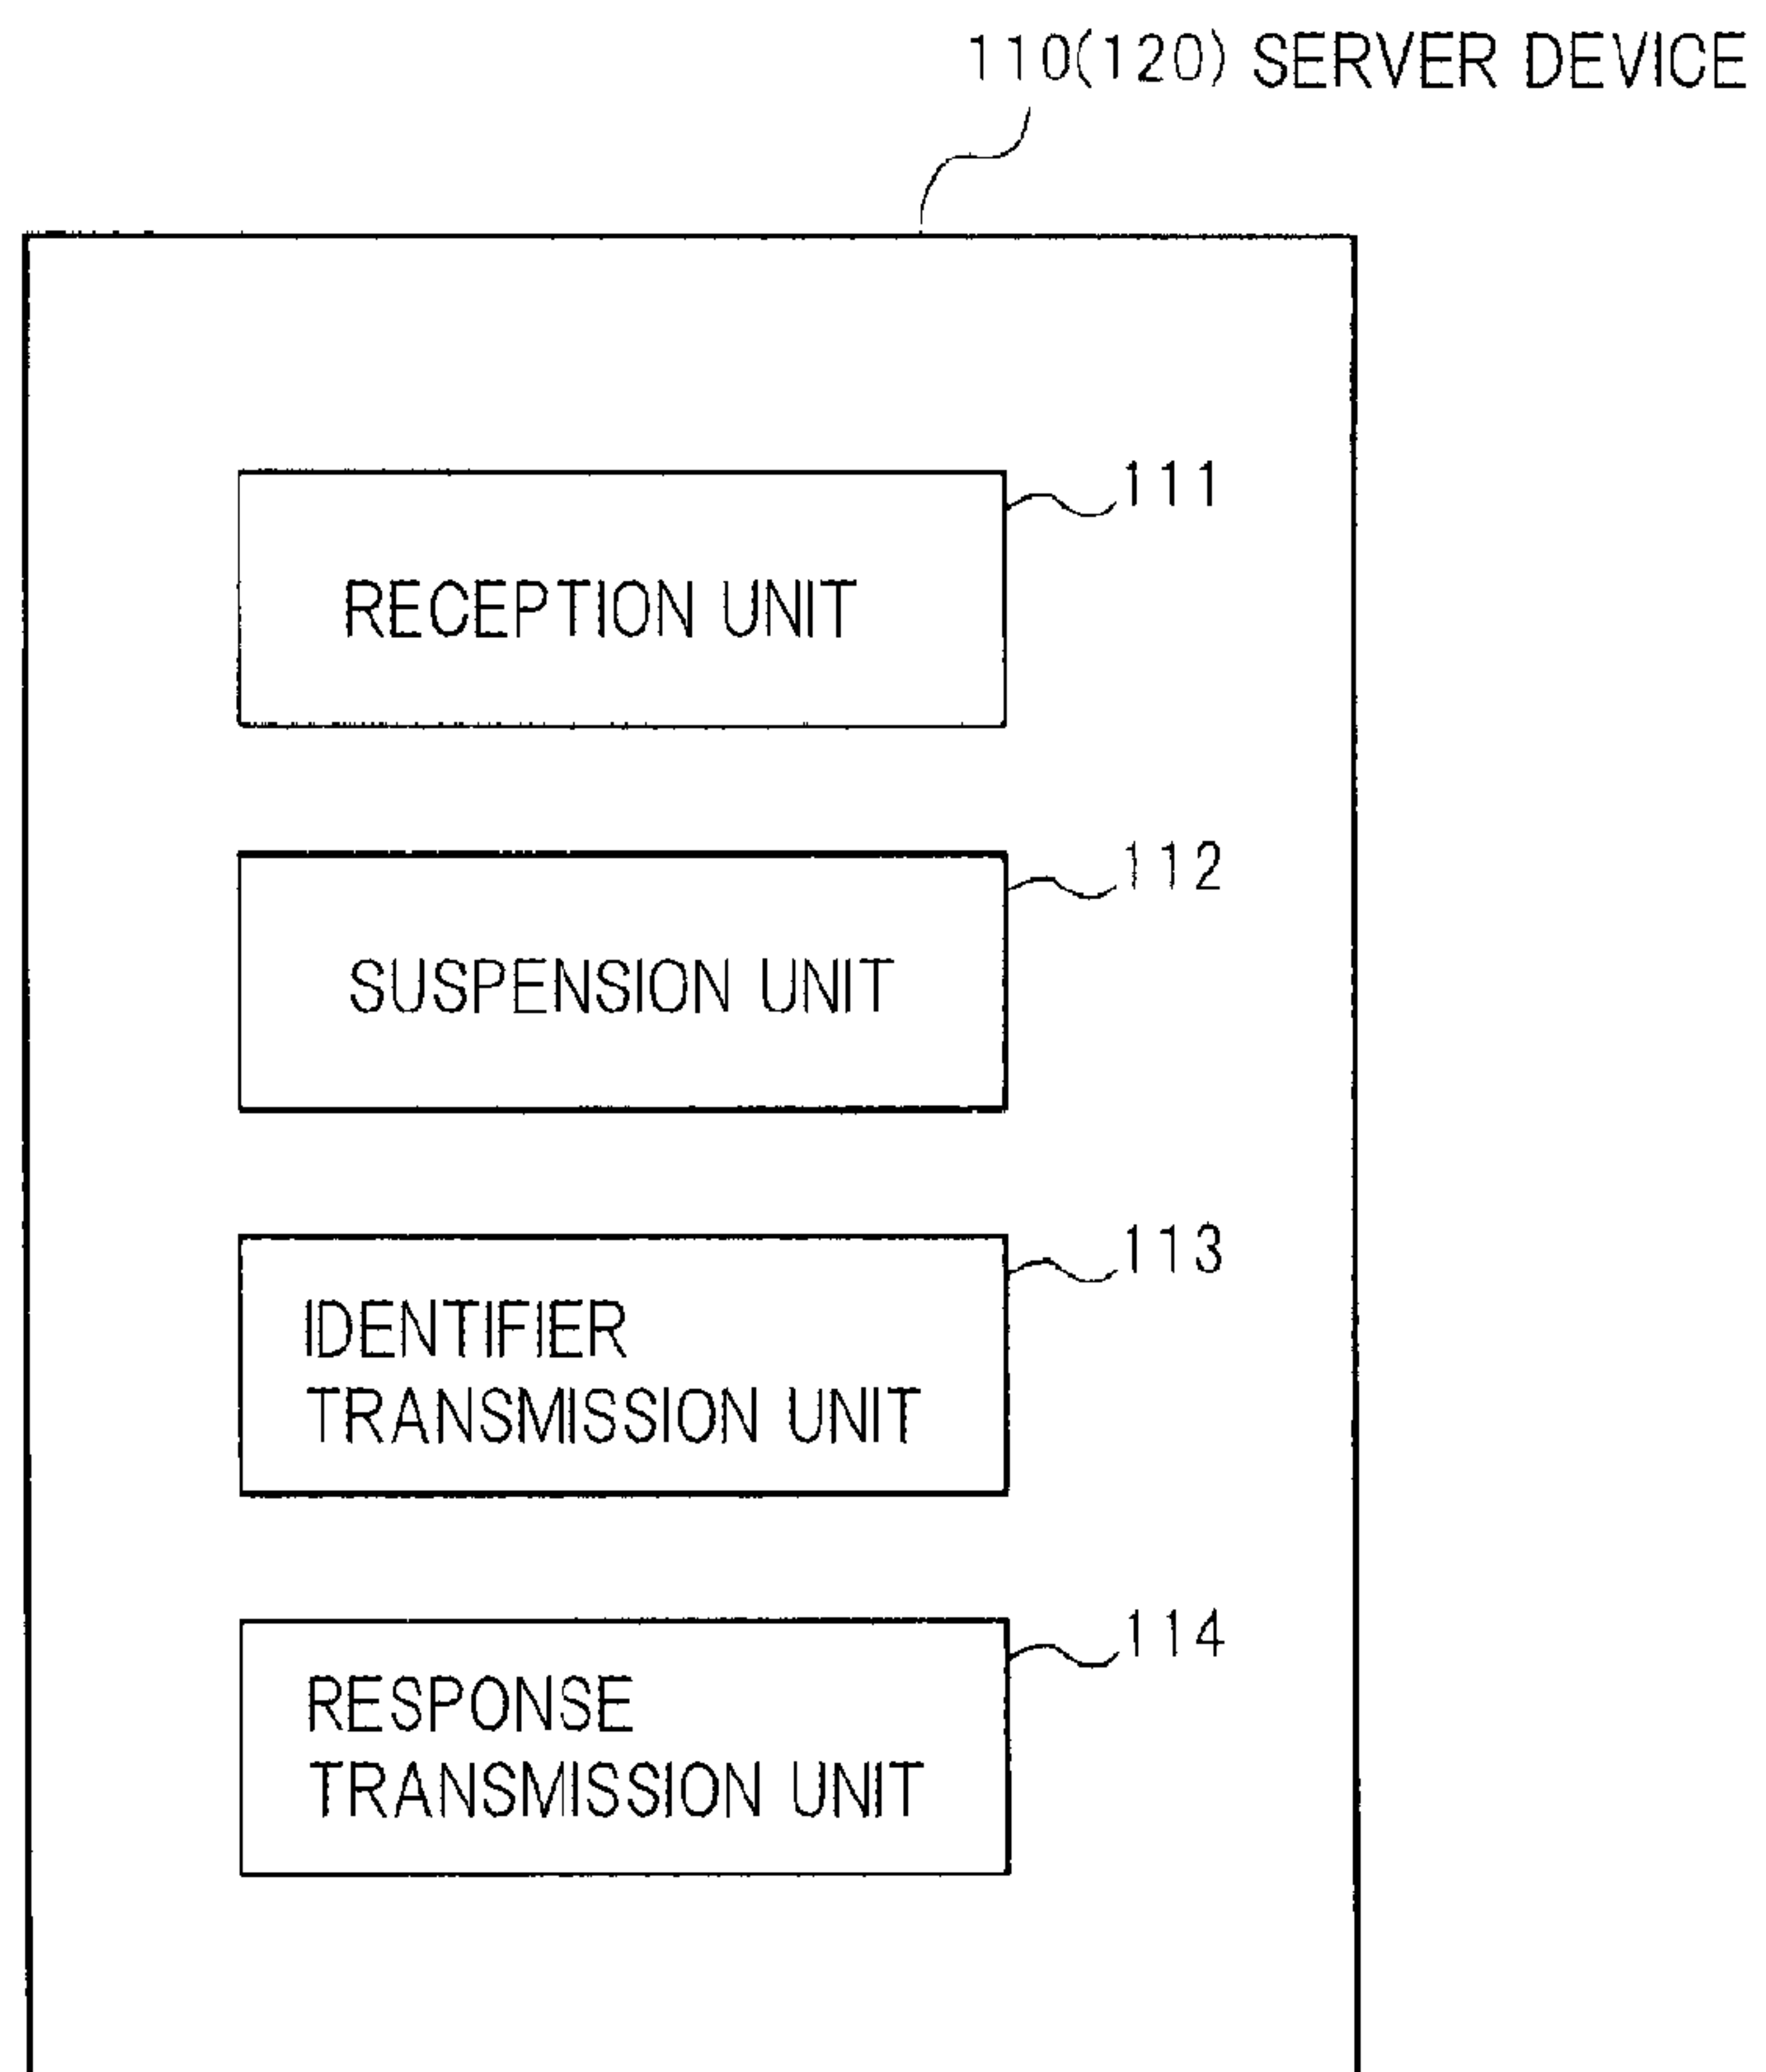 110(120) SERVER DEVICE
111
RECEPTION UNIT
112
SUSPENSION UNIT
113
IDENTIFIER
TRANSMISSION UNIT
114
RESPONSE
TRANSMISSION UNIT